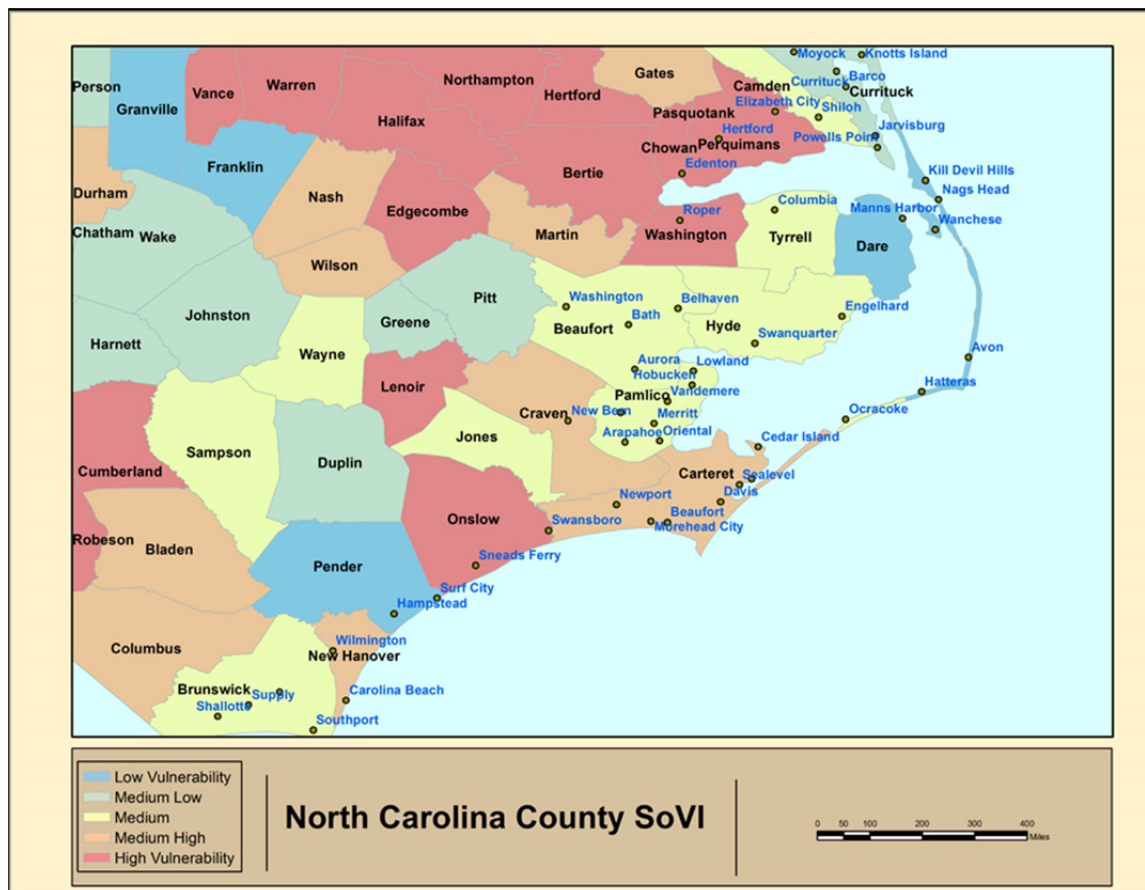 Moyock
Knotts Island
Person
Granville
Vance
Warren
Northampton
Hertford
Gates
Camden
Currituck
Barco
Currituck
Halifax
Pasquotank
Elizabeth City
Shiloh
Franklin
Chowan
Hertford
Perquimans
Powells Point
Jarvisburg
Durham
Nash
Edgecombe
Bertie
Edenton
Kill Devil Hills
Nags Head
Chatham
Wake
Wilson
Martin
Roper
Washington
Columbia
Tyrrell
Manns Harbor
Wanchese
Dare
Johnston
Greene
Pitt
Washington
Beaufort
Bath
Belhaven
Hyde
Swanquarter
Engelhard
Harnett
Wayne
Lenoir
Aurora
Hobucken
Lowland
Avon
Hatteras
Craven
New Bern
Pamlico
Vandemere
Merritt
Arapahoe
Oriental
Ocracoke
Cumberland
Sampson
Duplin
Jones
Cedar Island
Carteret
Sealevel
Davis
Robeson
Bladen
Onslow
Newport
Swansboro
Beaufort
Morehead City
Pender
Sneads Ferry
Surf City
Hampstead
Columbus
Wilmington
New Hanover
Brunswick
Supply
Shallotte
Carolina Beach
Southport
Low Vulnerability
Medium Low
Medium
Medium High
High Vulnerability
North Carolina County SoVI
0 50 100 200 300 400
Miles